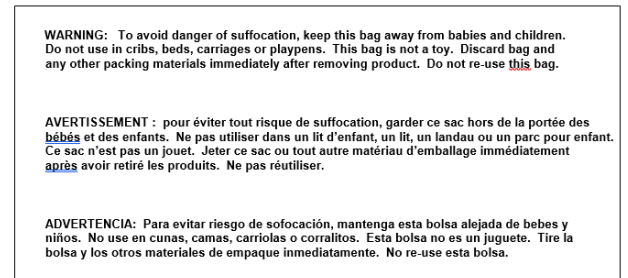 WARNING:   To avoid danger of suffocation, keep this bag away from babies and children.
Do not use in cribs, beds, carriages or playpens.  This bag is not a toy.  Discard bag and
any other packing materials immediately after removing product.  Do not re-use this bag.
AVERTISSEMENT :  pour éviter tout risque de suffocation, garder ce sac hors de la portée des
bébés et des enfants.  Ne pas utiliser dans un lit d'enfant, un lit, un landau ou un parc pour enfant.
Ce sac n'est pas un jouet.  Jeter ce sac ou tout autre matériau d'emballage immédiatement
après avoir retiré les produits.  Ne pas réutiliser.
ADVERTENCIA:  Para evitar riesgo de sofocación, mantenga esta bolsa alejada de bebes y
niños.  No use en cunas, camas, carriolas o corralitos.  Esta bolsa no es un juguete.  Tire la
bolsa y los otros materiales de empaque inmediatamente.  No re-use esta bolsa.